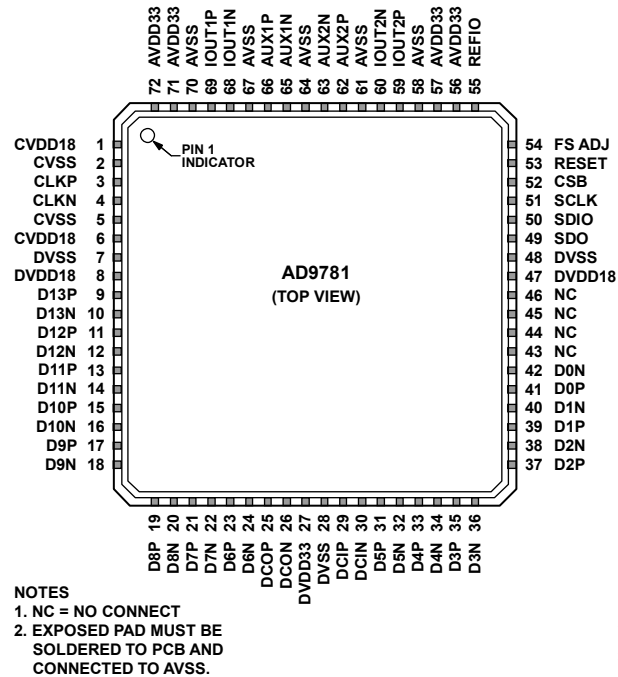 72 AVDD33
71 AVDD33
70 AVSS
69 IOUT1P
68 IOUT1N
67 AVSS
66 AUX1P
65 AUX1N
64 AVSS
63 AUX2N
62 AUX2P
61 AVSS
60 IOUT2N
59 IOUT2P
58 AVSS
57 AVDD33
56 AVDD33
55 REFIO
CVDD18 1
CVSS 2
CLKP 3
CLKN 4
CVSS 5
CVDD18 6
DVSS 7
DVDD18 8
D13P 9
D13N 10
D12P 11
D12N 12
D11P 13
D11N 14
D10P 15
D10N 16
D9P 17
D9N 18
PIN 1
INDICATOR
AD9781
(TOP VIEW)
54 FS ADJ
53 RESET
52 CSB
51 SCLK
50 SDIO
49 SDO
48 DVSS
47 DVDD18
46 NC
45 NC
44 NC
43 NC
42 D0N
41 D0P
40 D1N
39 D1P
38 D2N
37 D2P
D8P 19
D8N 20
D7P 21
D7N 22
D6P 23
D6N 24
DCOP 25
DCON 26
DVDD33 27
DVSS 28
DCIP 29
DCIN 30
D5P 31
D5N 32
D4P 33
D4N 34
D3P 35
D3N 36
NOTES
1. NC = NO CONNECT
2. EXPOSED PAD MUST BE
SOLDERED TO PCB AND
CONNECTED TO AVSS.